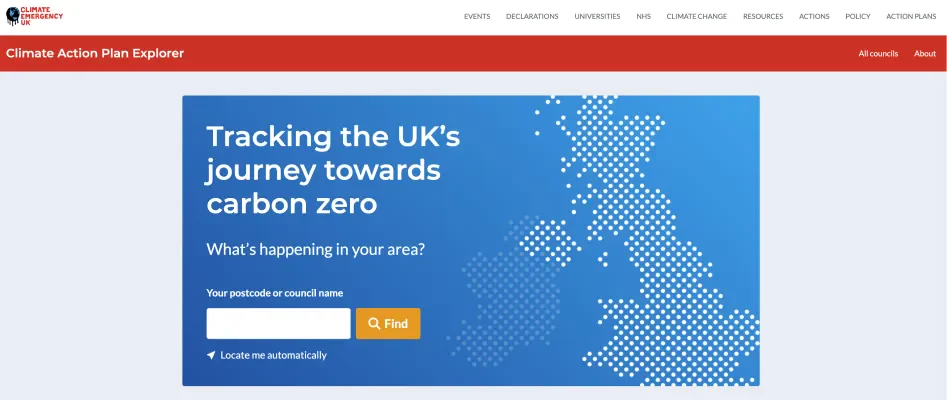 CLIMATE
EMERGENCY
UK
EVENTS DECLARATIONS UNIVERSITIES NHS CLIMATE CHANGE RESOURCES ACTIONS POLICY ACTION PLANS
Climate Action Plan Explorer
All councils About
Tracking the UK’s
journey towards
carbon zero
What’s happening in your area?
Your postcode or council name
Find
Locate me automatically